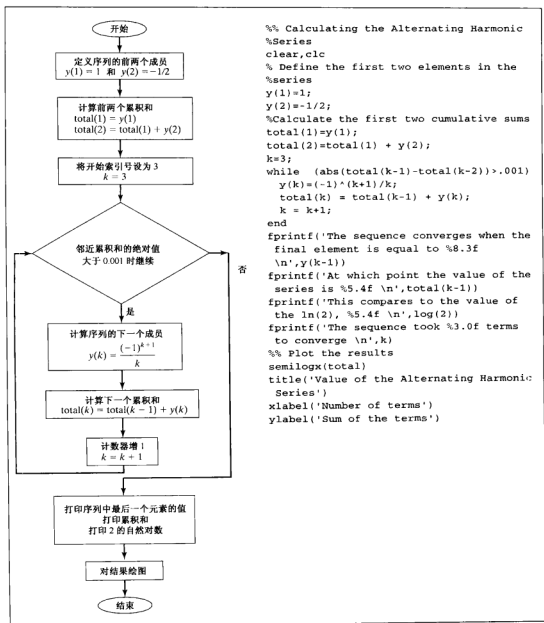 开始
定义序列的前两个成员
y(1) = 1 和 y(2) = −1/2
计算前两个累积和
total(1) = y(1)
total(2) = total(1) + y(2)
将开始索引号设为 3
k = 3
邻近累积和的绝对值
大于 0.001 时继续
否
是
计算序列的下一个成员
y(k) = (−1)^{k+1} / k
计算下一个累积和
total(k) = total(k − 1) + y(k)
计数器增 1
k = k + 1
打印序列中最后一个元素的值
打印累积和
打印 2 的自然对数
对结果绘图
结束
%% Calculating the Alternating Harmonic
%Series
clear,clc
% Define the first two elements in the
%series
y(1)=1;
y(2)=-1/2;
%Calculate the first two cumulative sums
total(1)=y(1);
total(2)=total(1) + y(2);
k=3;
while (abs(total(k-1)-total(k-2))>.001)
y(k)=(-1)^(k+1)/k;
total(k) = total(k-1) + y(k);
k = k+1;
end
fprintf('The sequence converges when the
final element is equal to %8.3f
\n',y(k-1))
fprintf('At which point the value of the
series is %5.4f \n',total(k-1))
fprintf('This compares to the value of
the ln(2), %5.4f \n',log(2))
fprintf('The sequence took %3.0f terms
to converge \n',k)
%% Plot the results
semilogx(total)
title('Value of the Alternating Harmonic
Series')
xlabel('Number of terms')
ylabel('Sum of the terms')